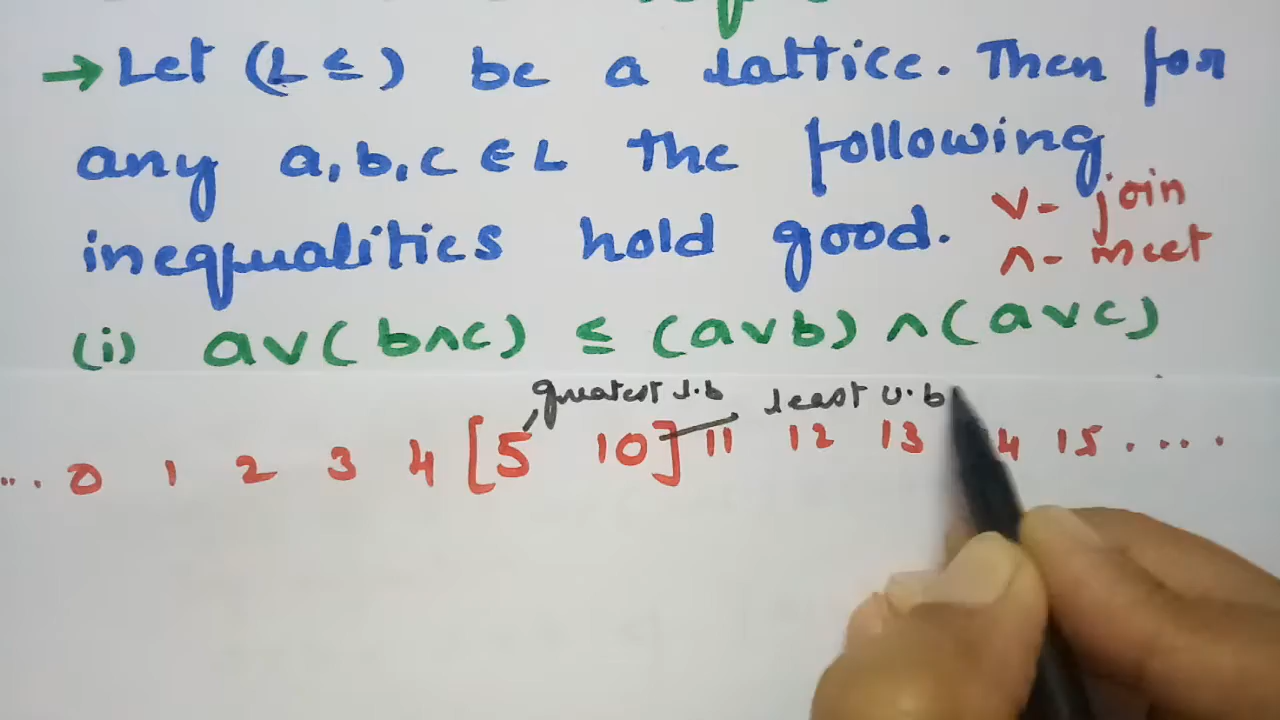 → Let (L ≤) be a lattice. Then for
any a,b,c ∈ L the following
inequalities hold good. ∨- join
∧- meet
(i) a∨(b∧c) ≤ (a∨b) ∧(a∨c)
greatest l.b least u.b
... 0 1 2 3 4 [5 10] 11 12 13 4 15 ....